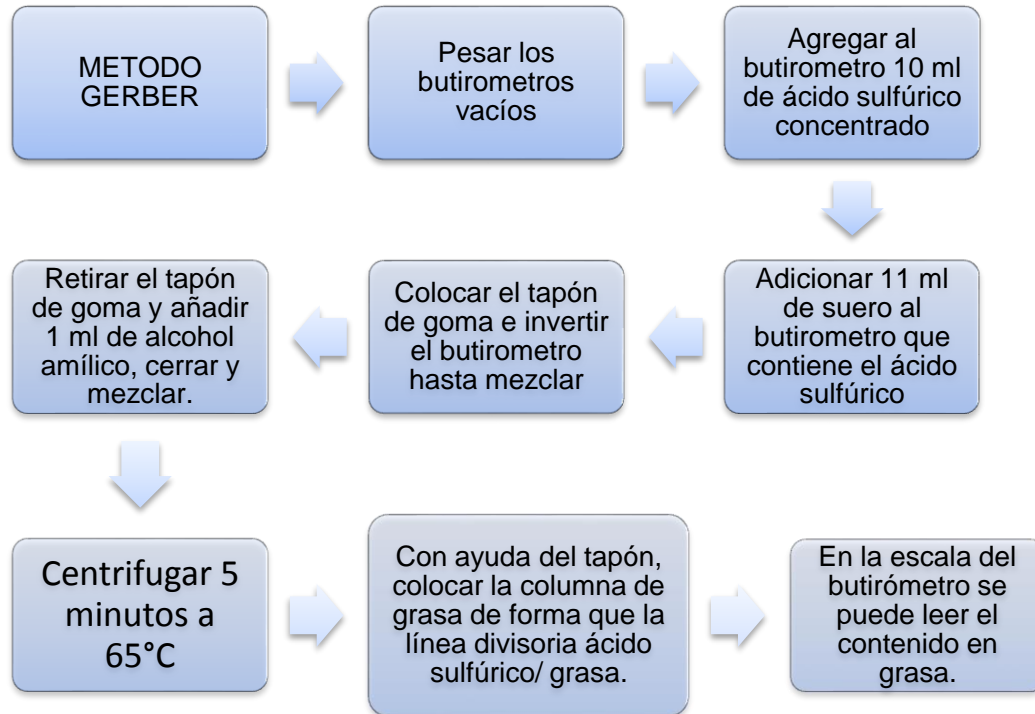 METODO
GERBER
Pesar los
butirometros
vacíos
Agregar al
butirometro 10 ml
de ácido sulfúrico
concentrado
Adicionar 11 ml
de suero al
butirometro que
contiene el ácido
sulfúrico
Colocar el tapón
de goma e invertir
el butirometro
hasta mezclar
Retirar el tapón
de goma y añadir
1 ml de alcohol
amílico, cerrar y
mezclar.
Centrifugar 5
minutos a
65°C
Con ayuda del tapón,
colocar la columna de
grasa de forma que la
línea divisoria ácido
sulfúrico/ grasa.
En la escala del
butirómetro se
puede leer el
contenido en
grasa.